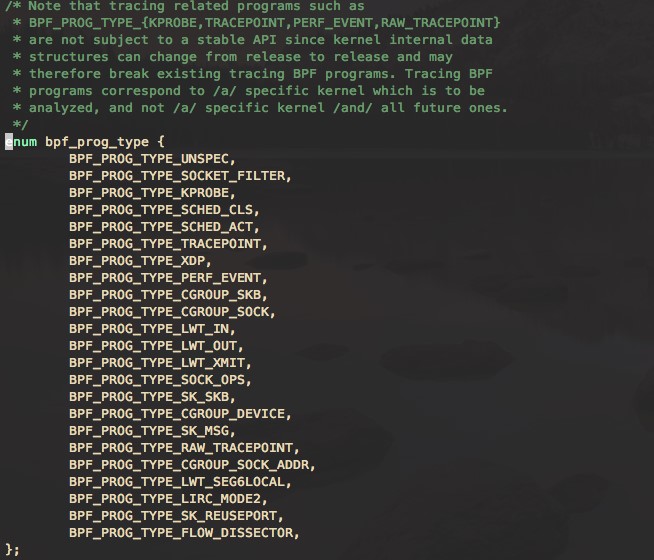 /* Note that tracing related programs such as
 * BPF_PROG_TYPE_{KPROBE,TRACEPOINT,PERF_EVENT,RAW_TRACEPOINT}
 * are not subject to a stable API since kernel internal data
 * structures can change from release to release and may
 * therefore break existing tracing BPF programs. Tracing BPF
 * programs correspond to /a/ specific kernel which is to be
 * analyzed, and not /a/ specific kernel /and/ all future ones.
 */
enum bpf_prog_type {
        BPF_PROG_TYPE_UNSPEC,
        BPF_PROG_TYPE_SOCKET_FILTER,
        BPF_PROG_TYPE_KPROBE,
        BPF_PROG_TYPE_SCHED_CLS,
        BPF_PROG_TYPE_SCHED_ACT,
        BPF_PROG_TYPE_TRACEPOINT,
        BPF_PROG_TYPE_XDP,
        BPF_PROG_TYPE_PERF_EVENT,
        BPF_PROG_TYPE_CGROUP_SKB,
        BPF_PROG_TYPE_CGROUP_SOCK,
        BPF_PROG_TYPE_LWT_IN,
        BPF_PROG_TYPE_LWT_OUT,
        BPF_PROG_TYPE_LWT_XMIT,
        BPF_PROG_TYPE_SOCK_OPS,
        BPF_PROG_TYPE_SK_SKB,
        BPF_PROG_TYPE_CGROUP_DEVICE,
        BPF_PROG_TYPE_SK_MSG,
        BPF_PROG_TYPE_RAW_TRACEPOINT,
        BPF_PROG_TYPE_CGROUP_SOCK_ADDR,
        BPF_PROG_TYPE_LWT_SEG6LOCAL,
        BPF_PROG_TYPE_LIRC_MODE2,
        BPF_PROG_TYPE_SK_REUSEPORT,
        BPF_PROG_TYPE_FLOW_DISSECTOR,
};